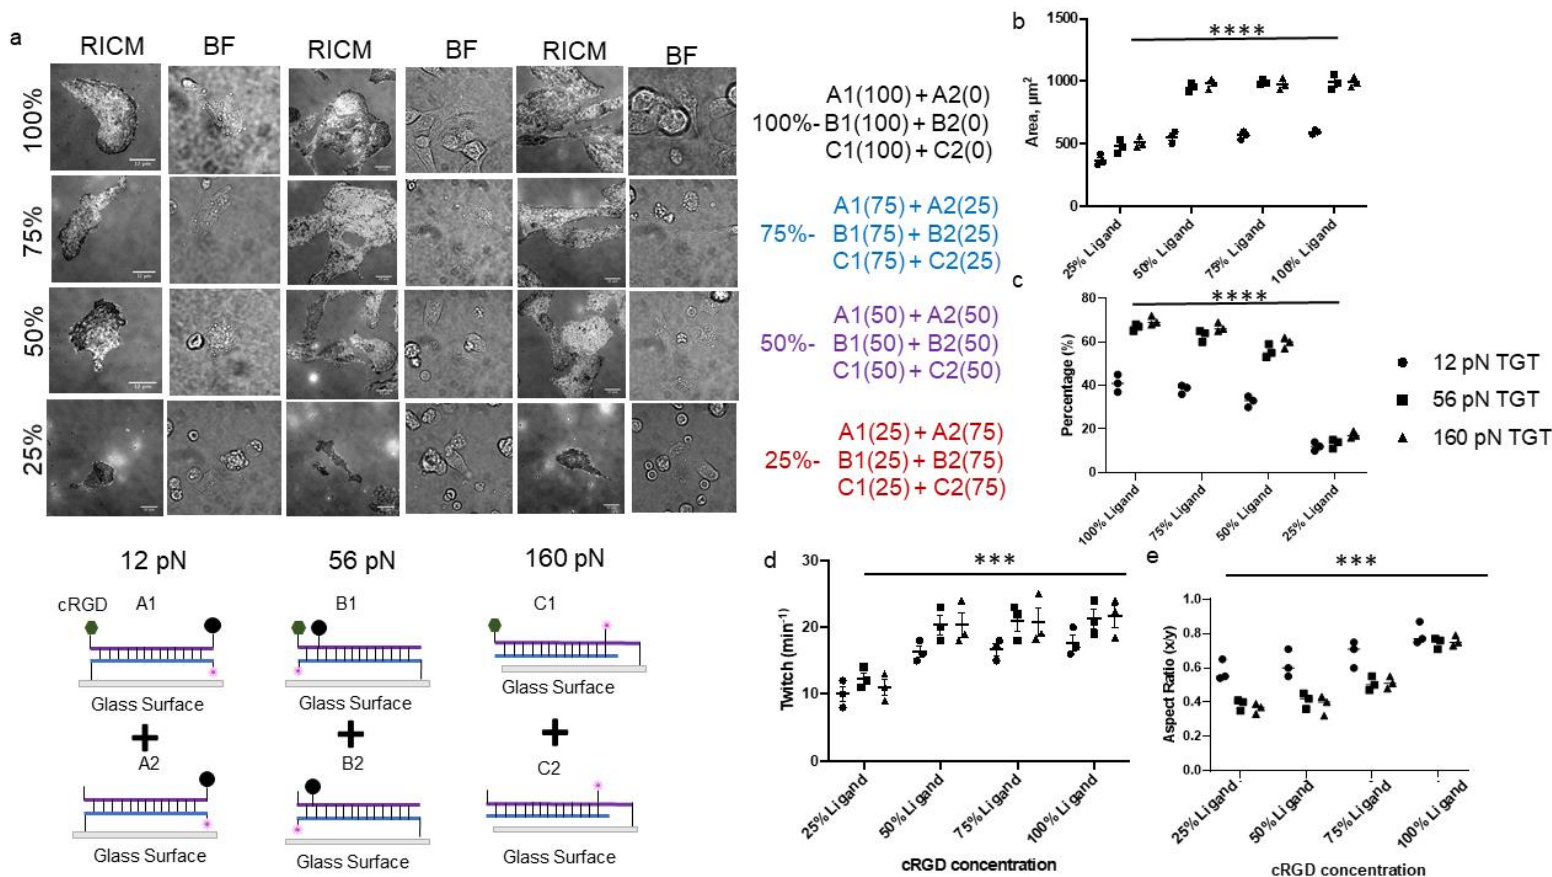 a
RICM
BF
RICM
BF
RICM
BF
100%
75%
50%
25%
12 µm
12 µm
100%-
A1(100) + A2(0)
B1(100) + B2(0)
C1(100) + C2(0)
75%-
A1(75) + A2(25)
B1(75) + B2(25)
C1(75) + C2(25)
50%-
A1(50) + A2(50)
B1(50) + B2(50)
C1(50) + C2(50)
25%-
A1(25) + A2(75)
B1(25) + B2(75)
C1(25) + C2(75)
b
****
Area, µm²
1500
1000
500
0
25% Ligand
50% Ligand
75% Ligand
100% Ligand
c
****
Percentage (%)
80
60
40
20
0
100% Ligand
75% Ligand
50% Ligand
25% Ligand
12 pN TGT
56 pN TGT
160 pN TGT
12 pN
56 pN
160 pN
cRGD
A1
B1
C1
Glass Surface
Glass Surface
Glass Surface
+
+
+
A2
B2
C2
Glass Surface
Glass Surface
Glass Surface
d
***
Twitch (min⁻¹)
30
20
10
0
25% Ligand
50% Ligand
75% Ligand
100% Ligand
cRGD concentration
e
***
Aspect Ratio (x/y)
1.0
0.8
0.6
0.4
0.2
0.0
25% Ligand
50% Ligand
75% Ligand
100% Ligand
cRGD concentration